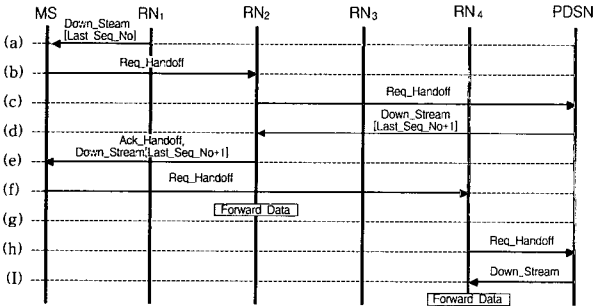 MS RN1 RN2 RN3 RN4 PDSN
Down_Steam
[Last_Seq_No]
(a)
Req_Handoff
(b)
Req_Handoff
(c)
Down_Stream
[Last_Seq_No+1]
(d)
Ack_Handoff,
Down_Stream[Last_Seq_No+1]
(e)
Req_Handoff
(f)
Forward Data
(g)
Req_Handoff
(h)
Down_Stream
(I)
Forward Data